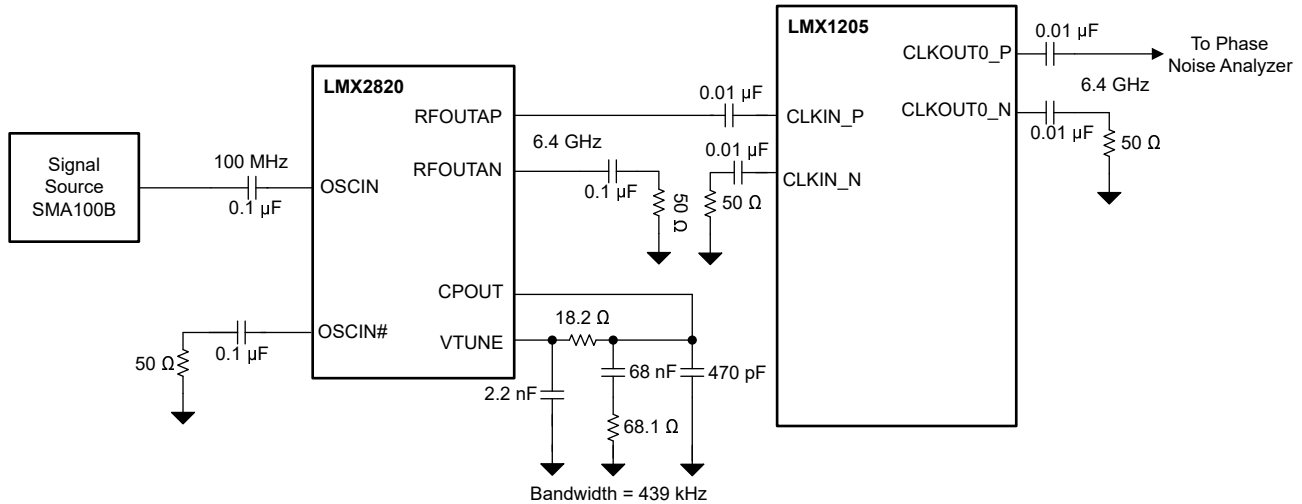 LMX1205
0.01 µF
CLKOUT0_P
To Phase
Noise Analyzer
6.4 GHz
CLKOUT0_N
0.01 µF
50 Ω
LMX2820
0.01 µF
RFOUTAP
CLKIN_P
6.4 GHz
0.01 µF
RFOUTAN
CLKIN_N
0.1 µF
50 Ω
50 Ω
Signal
Source
SMA100B
100 MHz
0.1 µF
OSCIN
CPOUT
18.2 Ω
OSCIN#
VTUNE
0.1 µF
50 Ω
2.2 nF
68 nF
470 pF
68.1 Ω
Bandwidth = 439 kHz